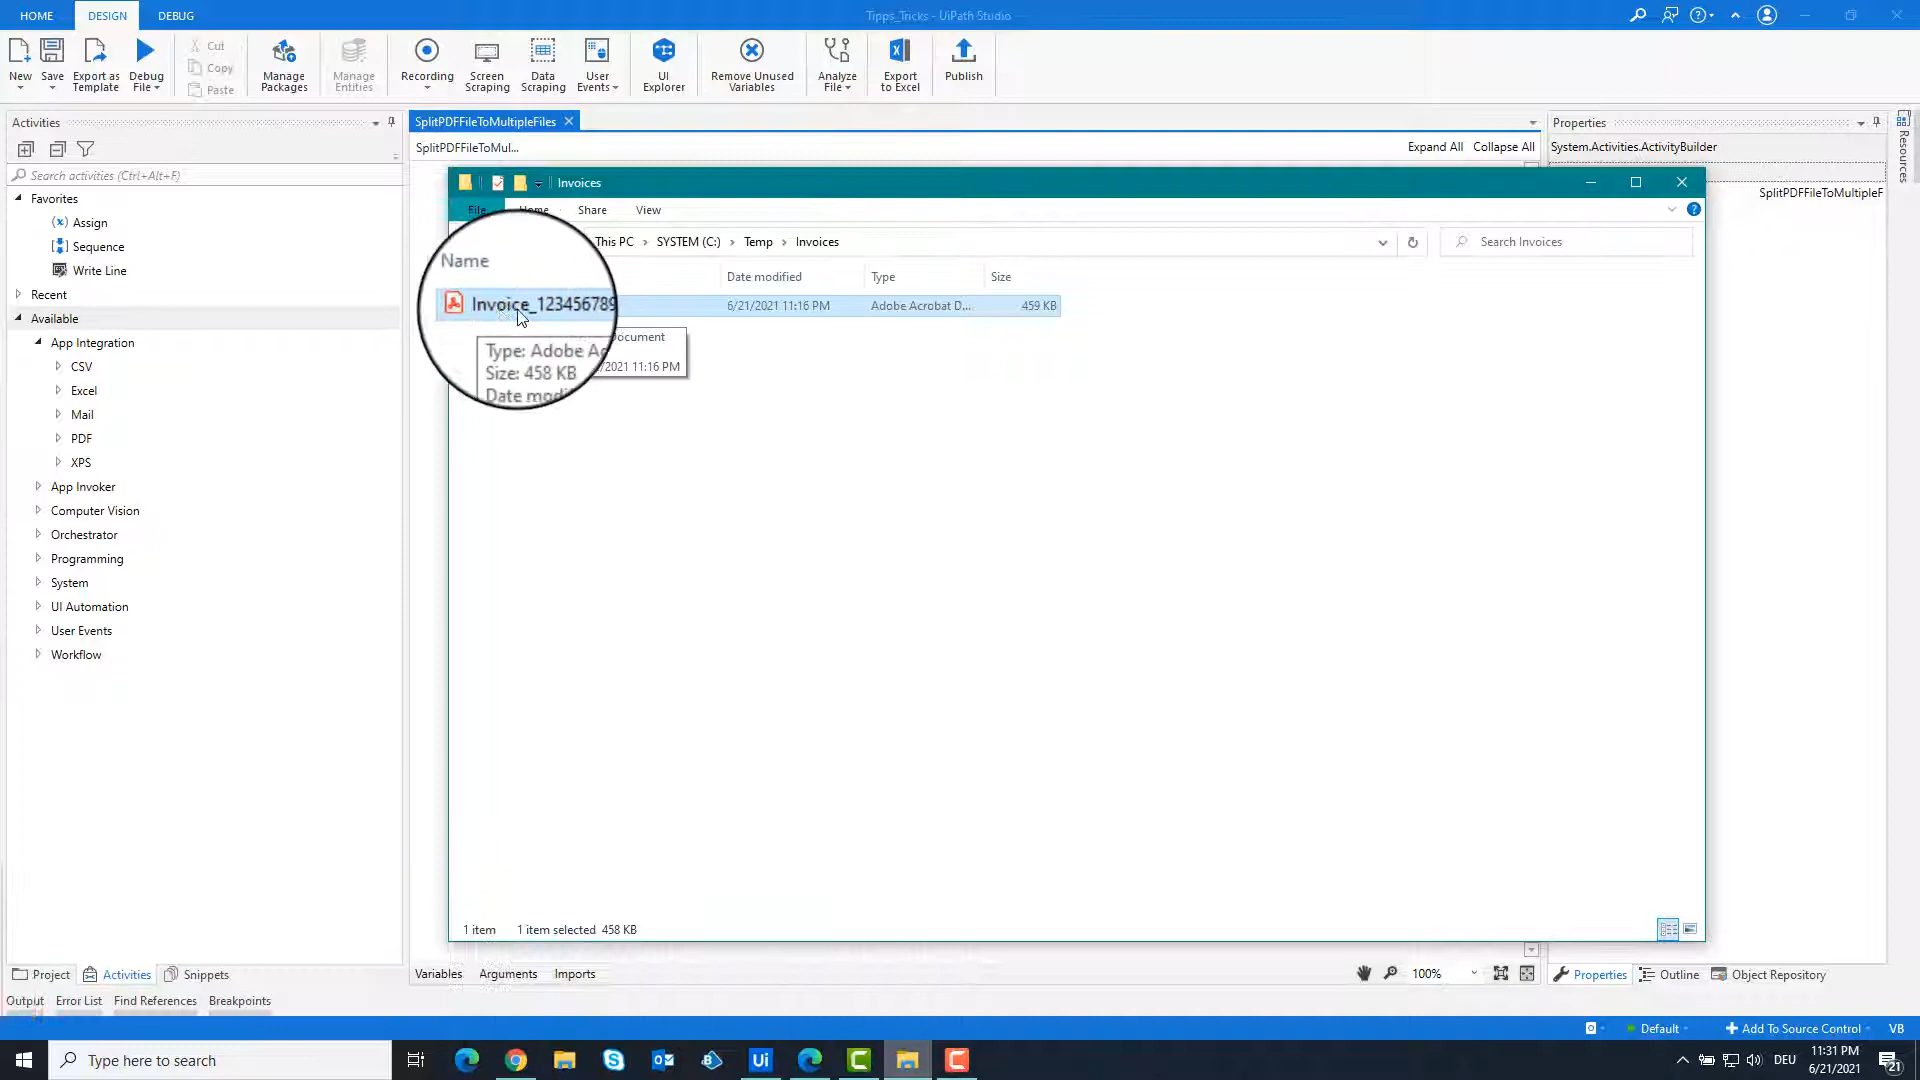 HOME DESIGN DEBUG Tipps_Tricks - UiPath Studio
New Save Export as Template Debug File Cut Copy Paste Manage Packages Manage Entities Recording Screen Scraping Data Scraping User Events UI Explorer Remove Unused Variables Analyze File Export to Excel Publish
Activities
Search activities (Ctrl+Alt+F)
Favorites
Assign
Sequence
Write Line
Recent
Available
App Integration
CSV
Excel
Mail
PDF
XPS
App Invoker
Computer Vision
Orchestrator
Programming
System
UI Automation
User Events
Workflow
SplitPDFFileToMultipleFiles
SplitPDFFileToMul... Expand All Collapse All
Invoices
File Home Share View
This PC SYSTEM (C:) Temp Invoices Search Invoices
Name Date modified Type Size
Invoice_123456789 6/21/2021 11:16 PM Adobe Acrobat D... 459 KB
Type: Adobe Ac ocument
Size: 458 KB
Date modi /2021 11:16 PM
1 item 1 item selected 458 KB
Properties
System.Activities.ActivityBuilder
SplitPDFFileToMultipleF
Resources
Project Activities Snippets
Variables Arguments Imports 100%
Properties Outline Object Repository
Output Error List Find References Breakpoints
Default Add To Source Control VB
Type here to search
DEU 11:31 PM
6/21/2021
21